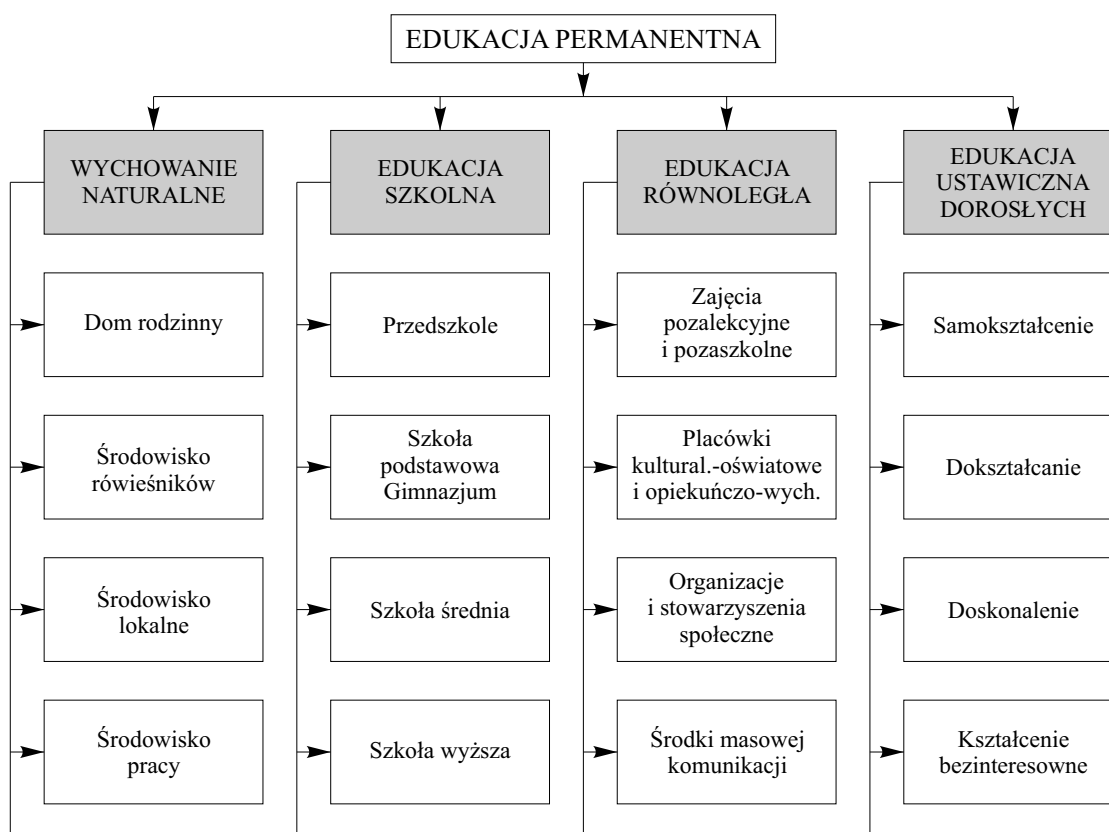 EDUKACJA PERMANENTNA
WYCHOWANIE
NATURALNE
EDUKACJA
SZKOLNA
EDUKACJA
RÓWNOLEGŁA
EDUKACJA
USTAWICZNA
DOROSŁYCH
Dom rodzinny
Przedszkole
Zajęcia
pozalekcyjne
i pozaszkolne
Samokształcenie
Środowisko
rówieśników
Szkoła
podstawowa
Gimnazjum
Placówki
kultural.-oświatowe
i opiekuńczo-wych.
Dokształcanie
Środowisko
lokalne
Szkoła średnia
Organizacje
i stowarzyszenia
społeczne
Doskonalenie
Środowisko
pracy
Szkoła wyższa
Środki masowej
komunikacji
Kształcenie
bezinteresowne